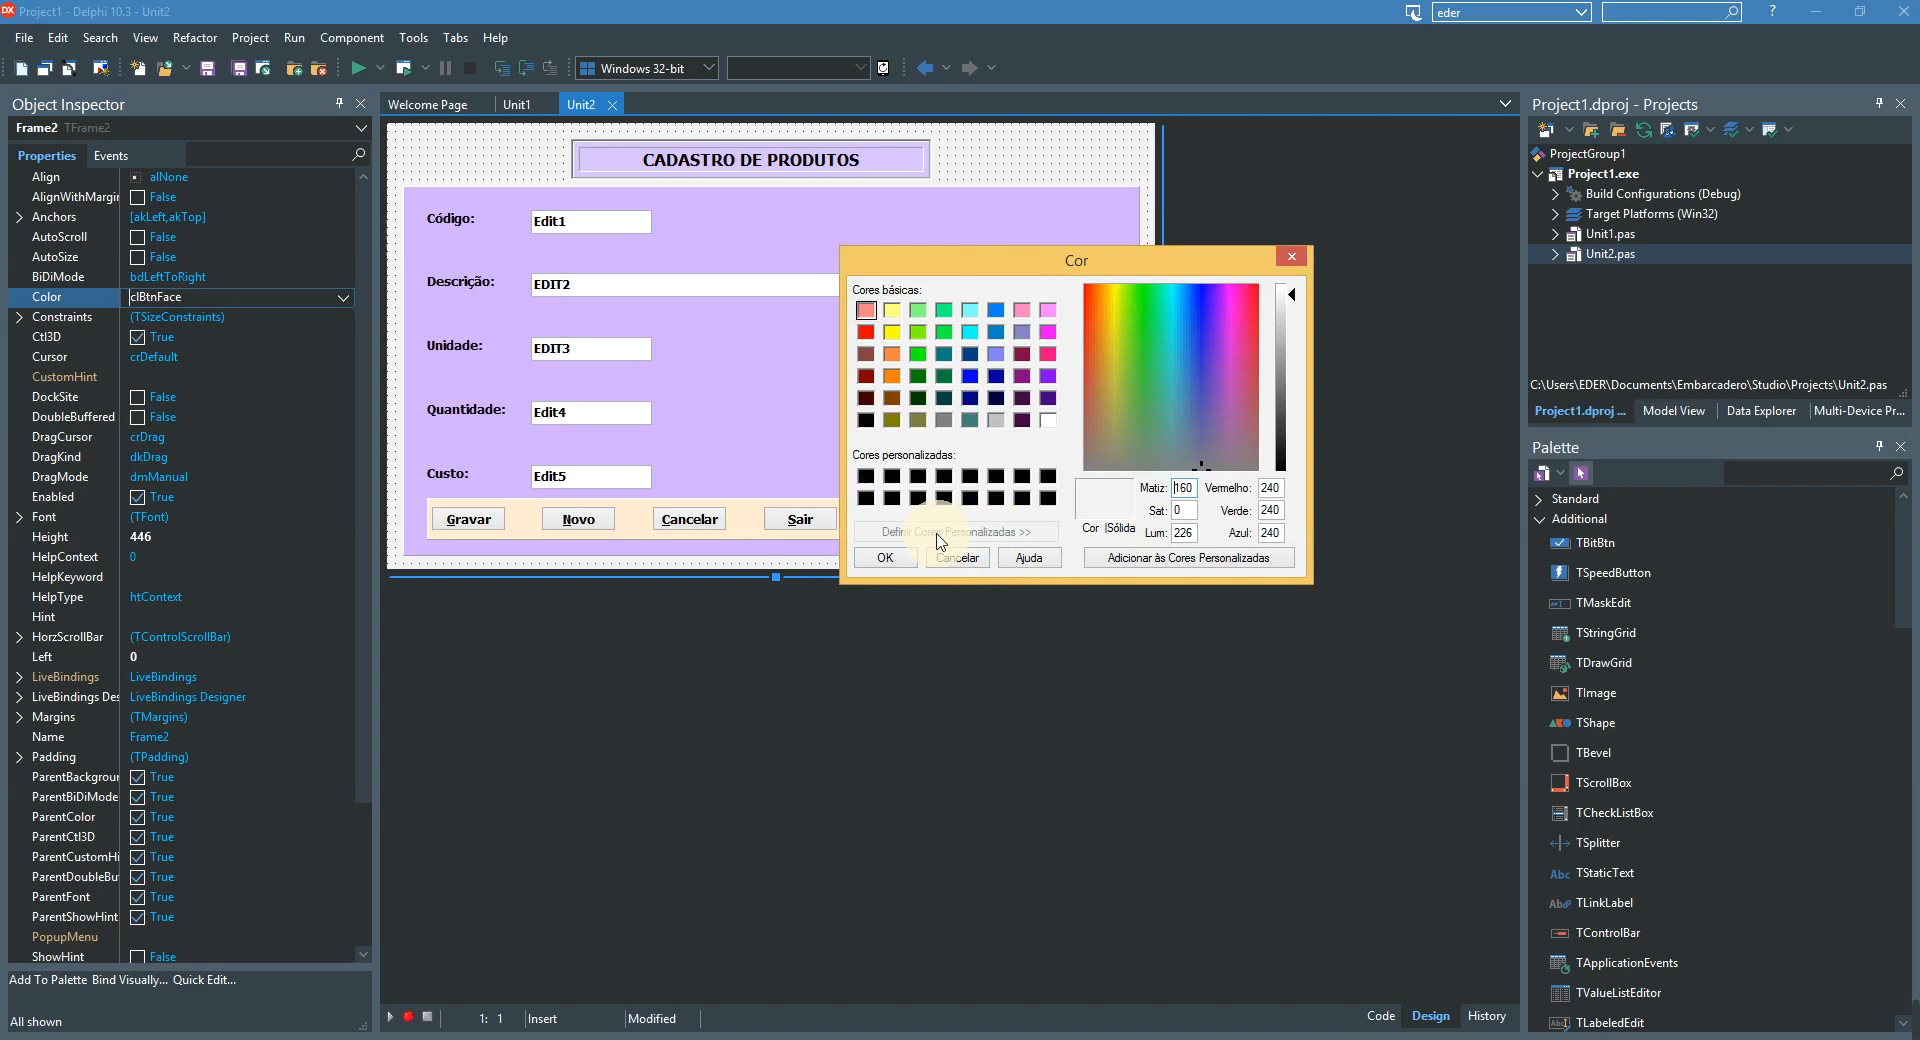 Project1 - Delphi 10.3 - Unit2
eder
?
File Edit Search View Refactor Project Run Component Tools Tabs Help
Windows 32-bit
Object Inspector
Frame2 TFrame2
Properties Events
Align alNone
AlignWithMargi False
Anchors [akLeft,akTop]
AutoScroll False
AutoSize False
BiDiMode bdLeftToRight
Color clBtnFace
Constraints (TSizeConstraints)
Ctl3D True
Cursor crDefault
CustomHint
DockSite False
DoubleBuffered False
DragCursor crDrag
DragKind dkDrag
DragMode dmManual
Enabled True
Font (TFont)
Height 446
HelpContext 0
HelpKeyword
HelpType htContext
Hint
HorzScrollBar (TControlScrollBar)
Left 0
LiveBindings LiveBindings
LiveBindings Des LiveBindings Designer
Margins (TMargins)
Name Frame2
Padding (TPadding)
ParentBackgroun True
ParentBiDiMode True
ParentColor True
ParentCtl3D True
ParentCustomHi True
ParentDoubleBu True
ParentFont True
ParentShowHint True
PopupMenu
ShowHint False
Add To Palette Bind Visually... Quick Edit...
All shown
Welcome Page Unit1 Unit2
CADASTRO DE PRODUTOS
Código: Edit1
Descrição: EDIT2
Unidade: EDIT3
Quantidade: Edit4
Custo: Edit5
Gravar Novo Cancelar Sair
Cor
Cores básicas:
Cores personalizadas:
Definir Cores Personalizadas >>
OK Cancelar Ajuda
Matiz: 160 Vermelho: 240
Sat: 0 Verde: 240
Cor |Sólida Lum: 226 Azul: 240
Adicionar às Cores Personalizadas
1: 1 Insert Modified
Code Design History
Project1.dproj - Projects
ProjectGroup1
Project1.exe
Build Configurations (Debug)
Target Platforms (Win32)
Unit1.pas
Unit2.pas
C:\Users\EDER\Documents\Embarcadero\Studio\Projects\Unit2.pas
Project1.dproj ... Model View Data Explorer Multi-Device Pr...
Palette
Standard
Additional
TBitBtn
TSpeedButton
TMaskEdit
TStringGrid
TDrawGrid
TImage
TShape
TBevel
TScrollBox
TCheckListBox
TSplitter
Abc TStaticText
TLinkLabel
TControlBar
TApplicationEvents
TValueListEditor
TLabeledEdit